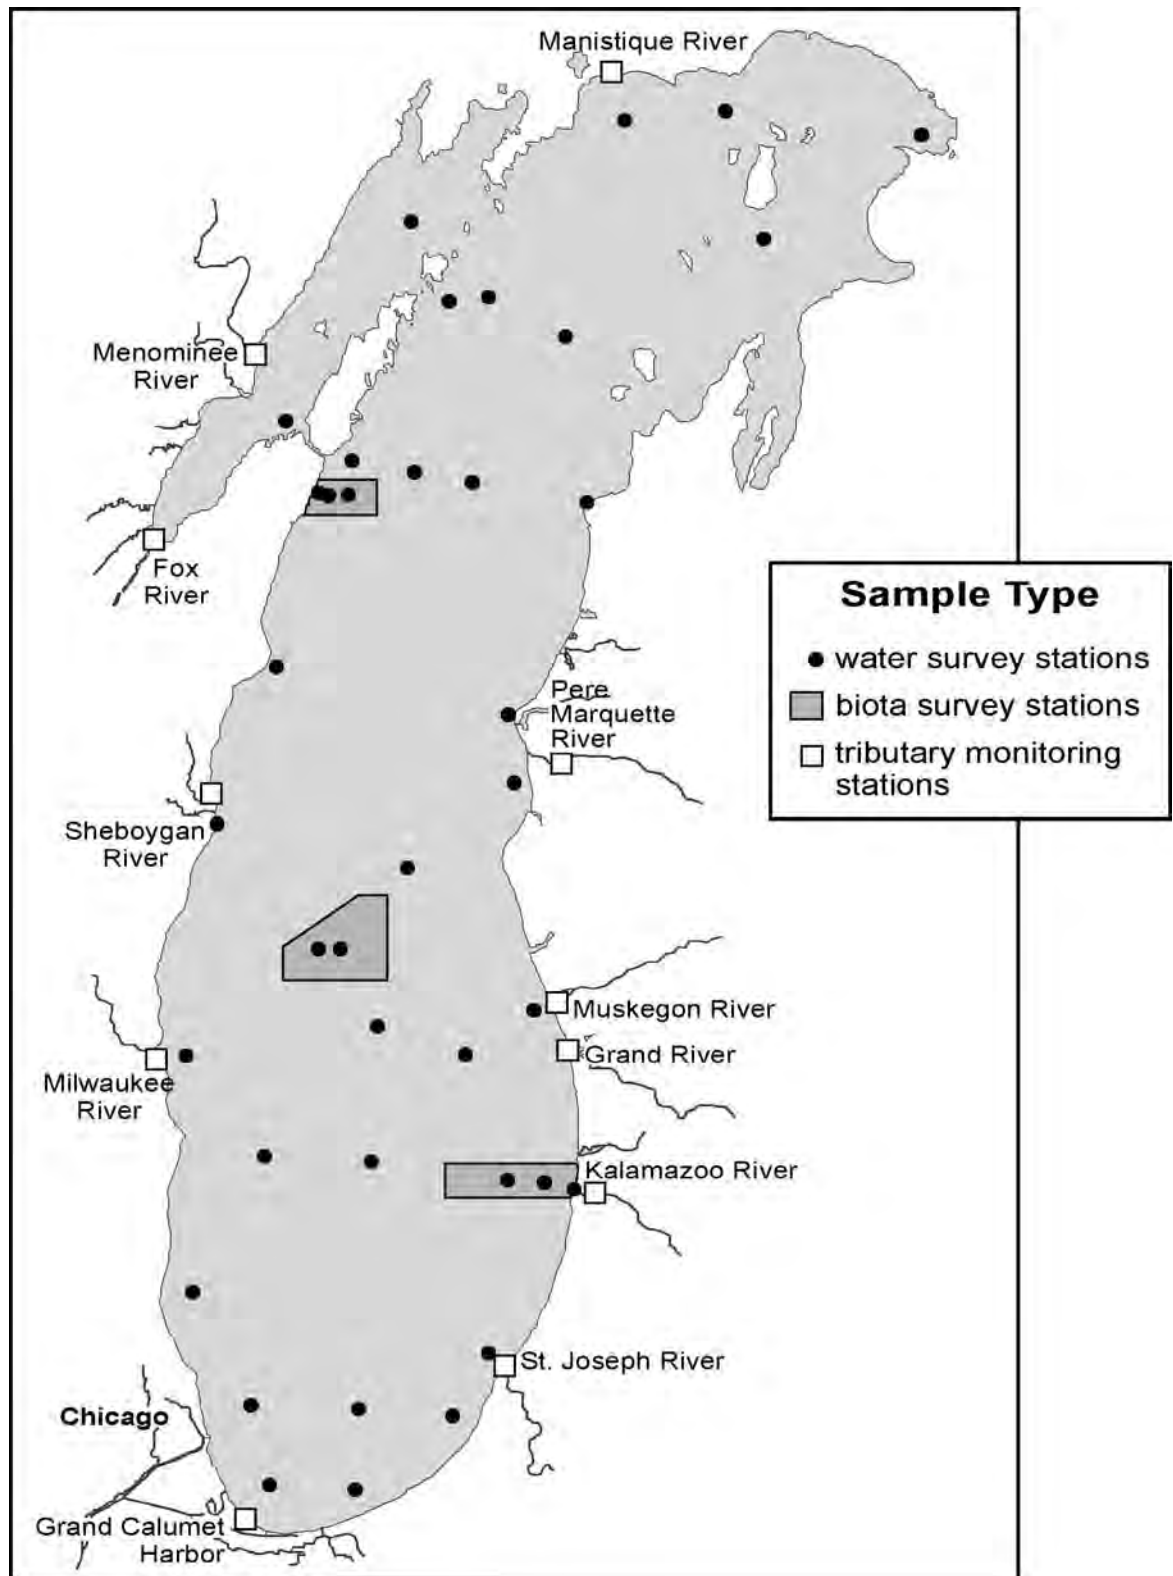 Manistique River
Menominee
River
Fox
River
Sample Type
water survey stations
biota survey stations
tributary monitoring
stations
Pere
Marquette
River
Sheboygan
River
Muskegon River
Grand River
Milwaukee
River
Kalamazoo River
St. Joseph River
Chicago
Grand Calumet
Harbor